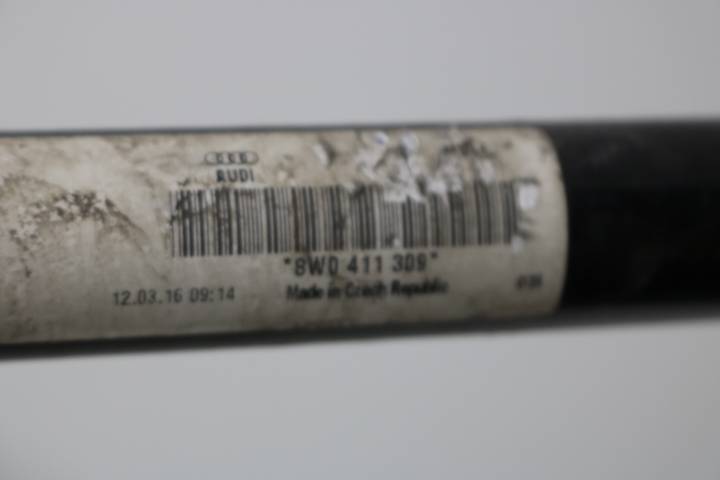 AUDI
*8W0 411 309*
12.03.16 09:14 Made in Czech Republic